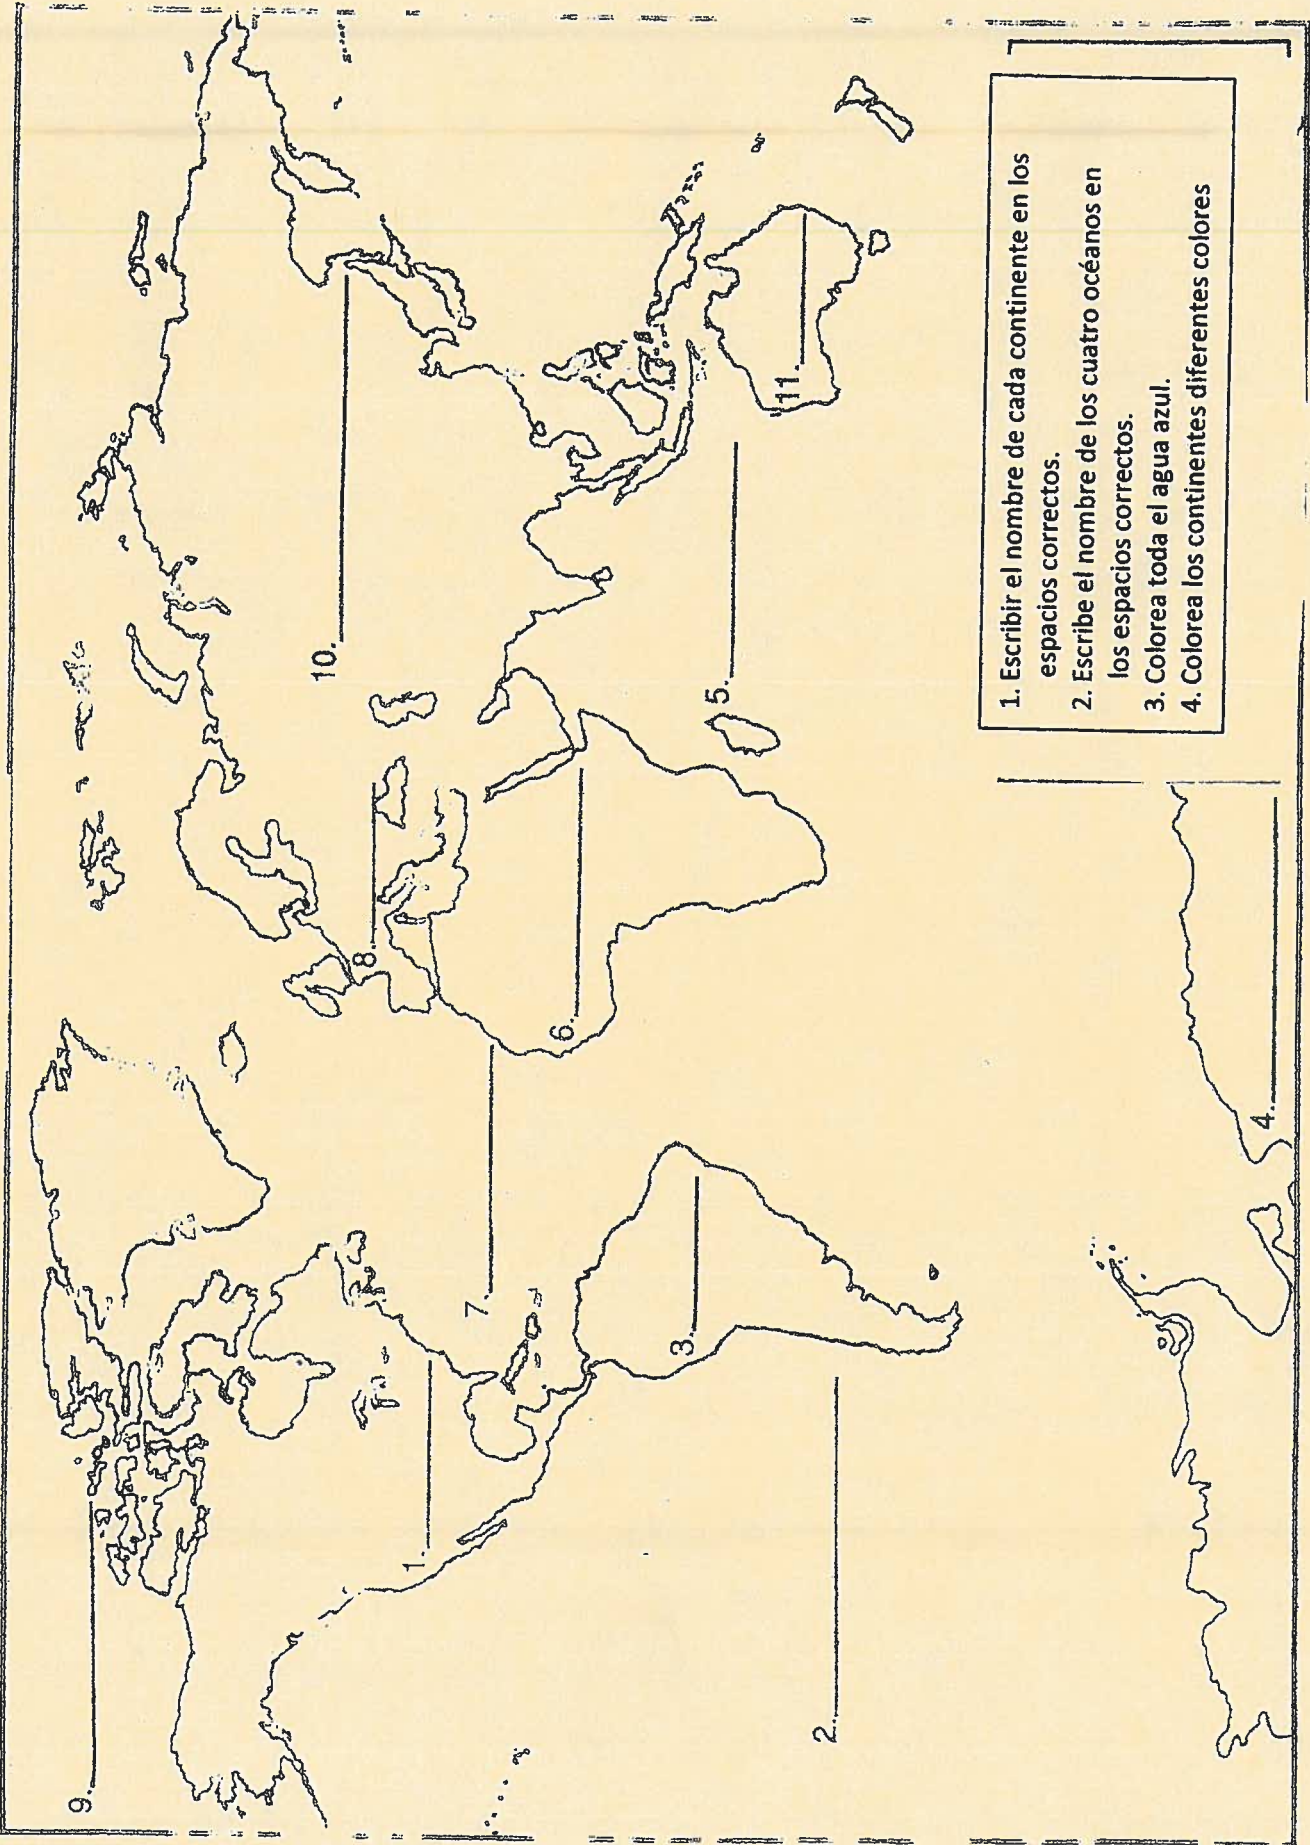 9.
10.
8.
1.
7.
6.
3.
5.
11.
2.
4.
1. Escribir el nombre de cada continente en los
espacios correctos.
2. Escribe el nombre de los cuatro océanos en
los espacios correctos.
3. Colorea toda el agua azul.
4. Colorea los continentes diferentes colores